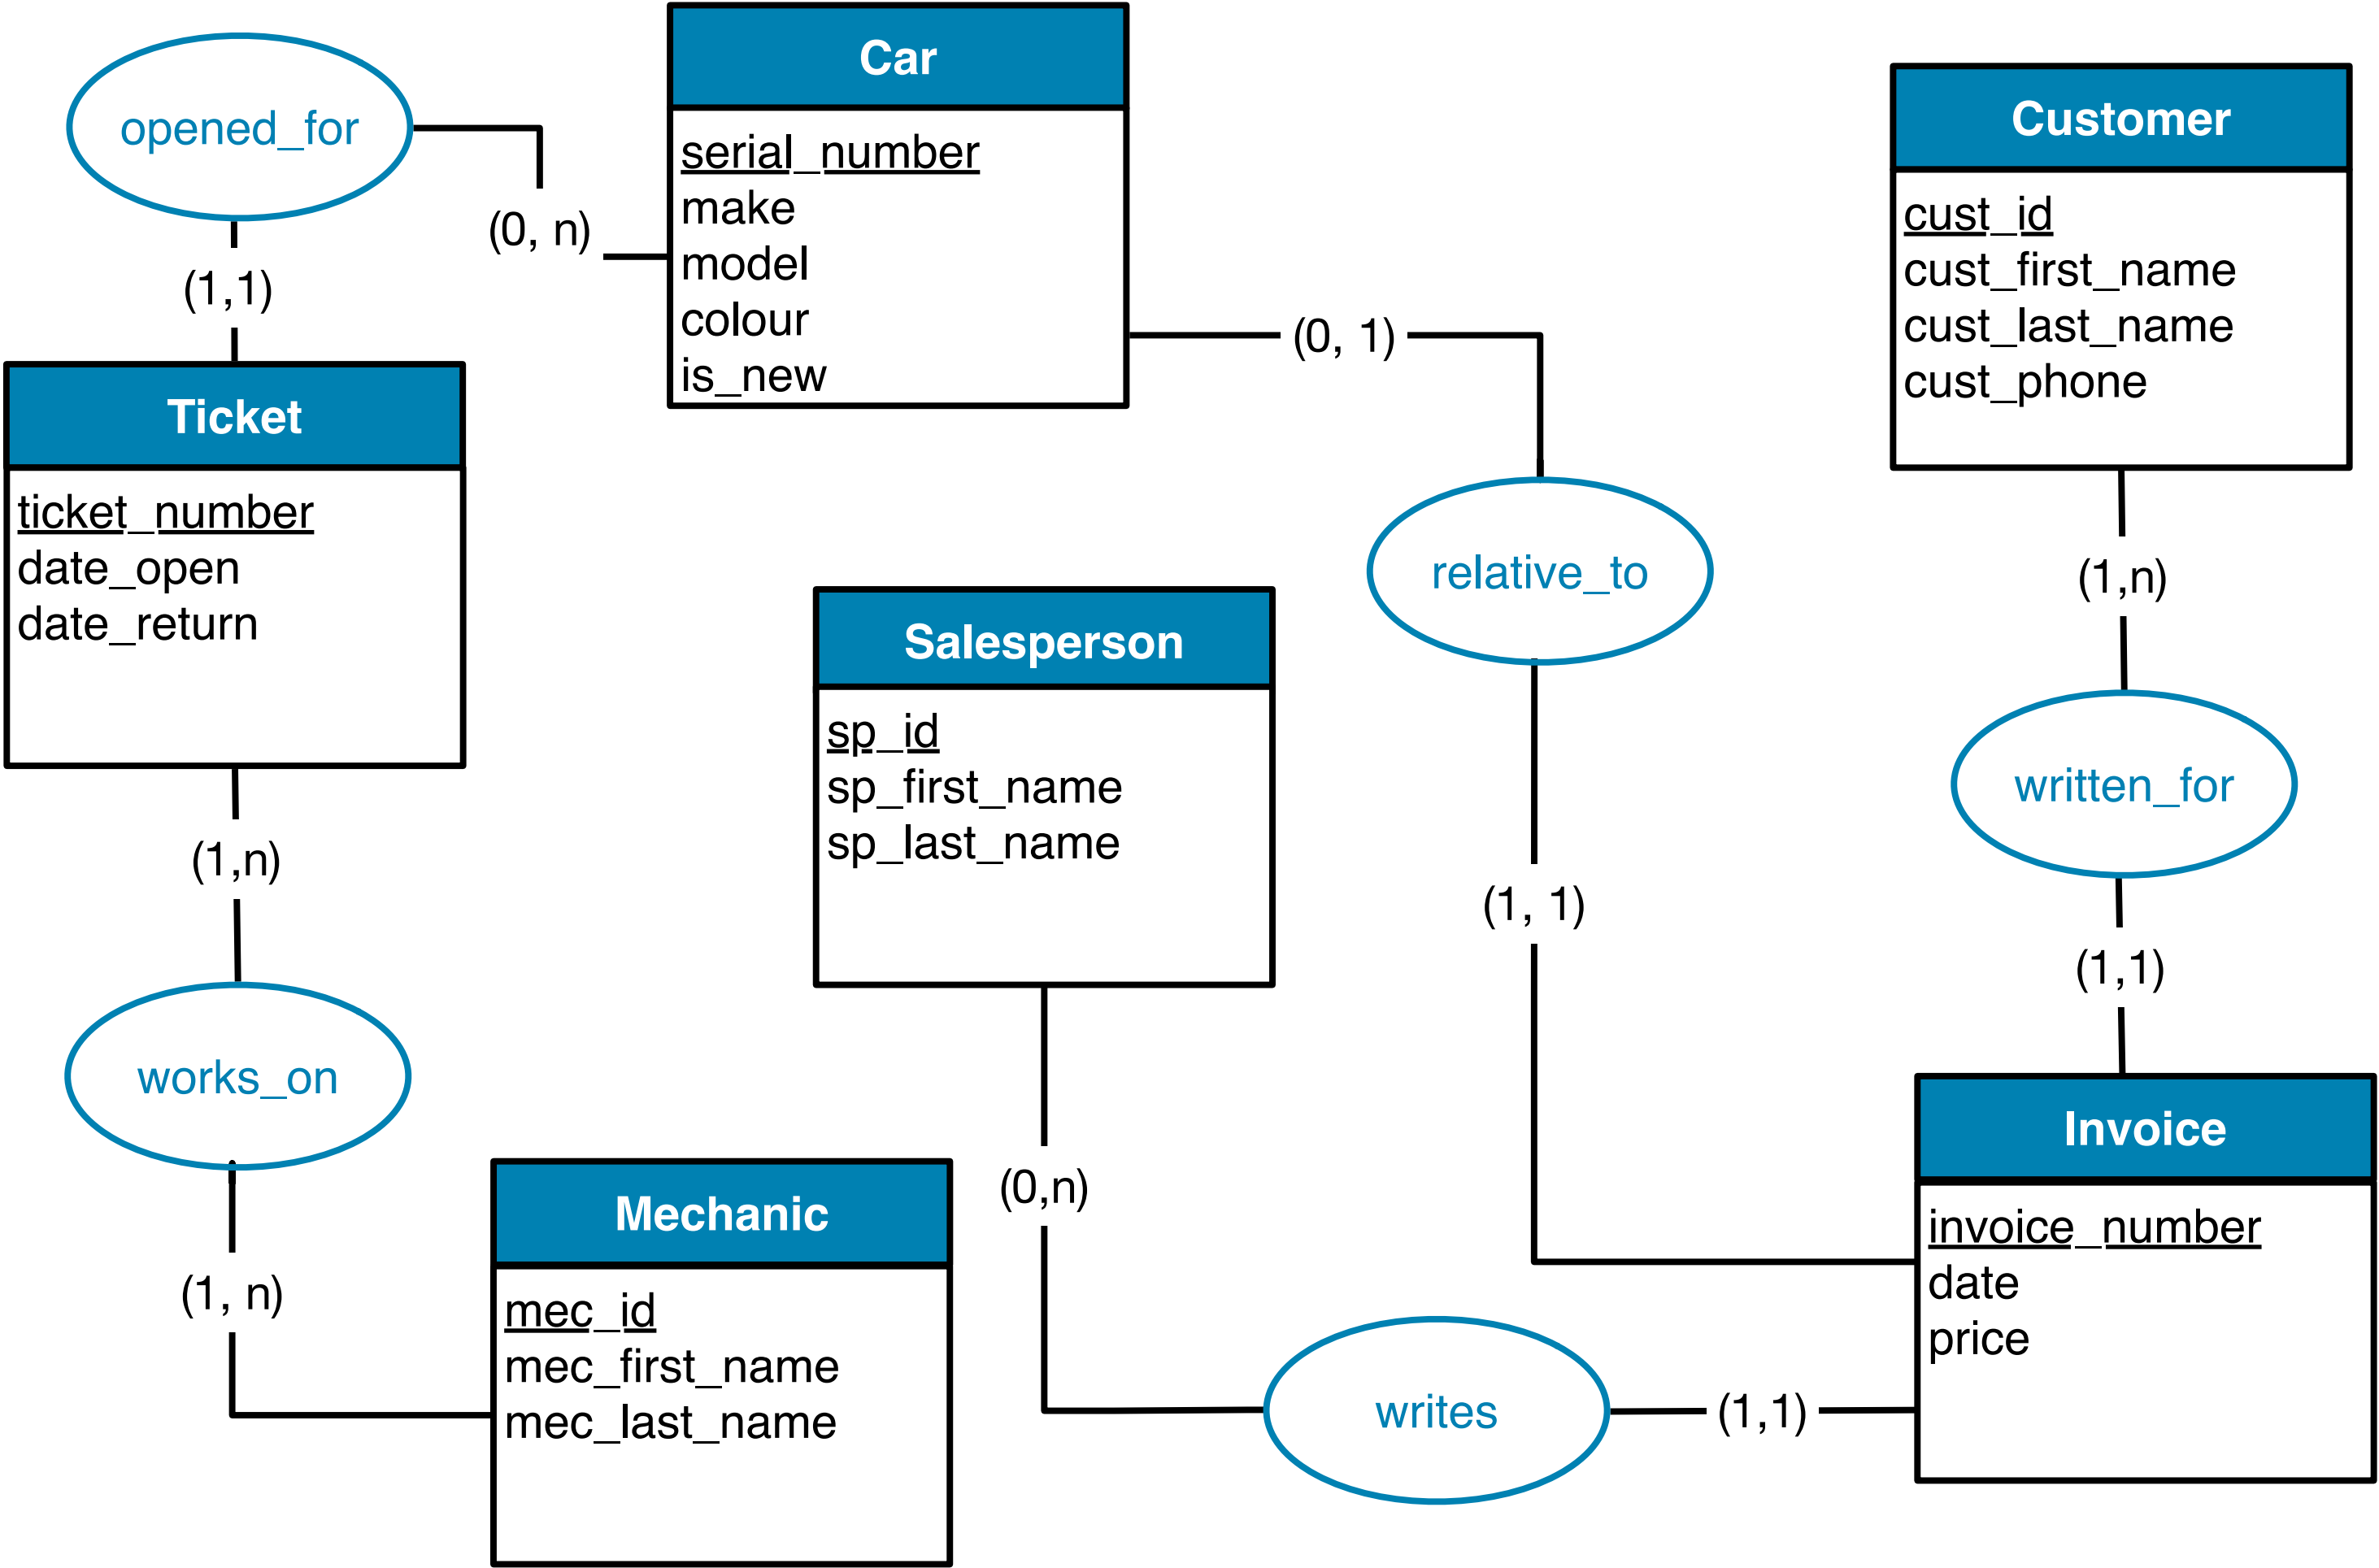 opened_for
(0, n)
(1,1)
Car
serial_number
make
model
colour
is_new
(0, 1)
Customer
cust_id
cust_first_name
cust_last_name
cust_phone
Ticket
ticket_number
date_open
date_return
relative_to
(1,n)
Salesperson
sp_id
sp_first_name
sp_last_name
written_for
(1,n)
(1, 1)
(1,1)
works_on
Invoice
invoice_number
date
price
Mechanic
mec_id
mec_first_name
mec_last_name
(0,n)
(1, n)
writes
(1,1)